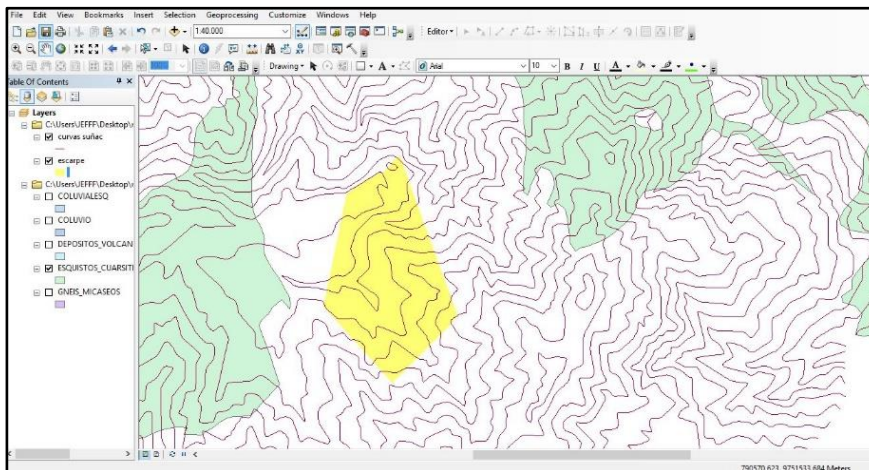 File Edit View Bookmarks Insert Selection Geoprocessing Customize Windows Help
1:40.000 Editor
Drawing A Arial 10 B I U A
Table Of Contents
Layers
C:\Users\JEFFF\Desktop\
curvas suñac
escarpe
C:\Users\JEFFF\Desktop\
COLUVIALESQ
COLUVIO
DEPOSITOS_VOLCAN
ESQUISTOS_CUARSITI
GNEIS_MICASEOS
790570,623 9751533,684 Meters